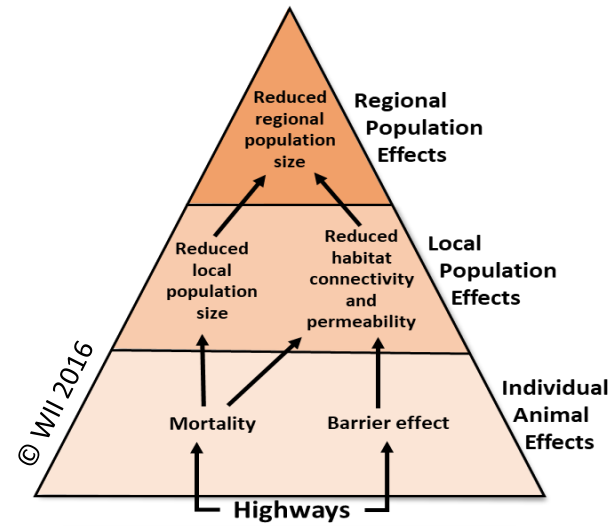 Reduced
regional
population
size
Regional
Population
Effects
Reduced
local
population
size
Reduced
habitat
connectivity
and
permeability
Local
Population
Effects
© WII 2016
Mortality
Barrier effect
Individual
Animal
Effects
Highways